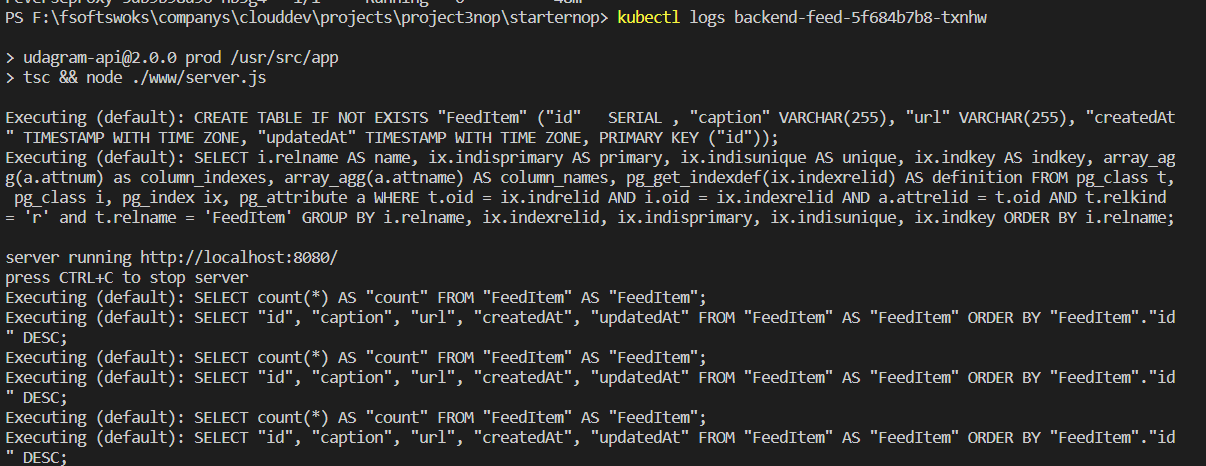 PS F:\fsoftswoks\companys\clouddev\projects\project3nop\starternop> kubectl logs backend-feed-5f684b7b8-txnhw
> udagram-api@2.0.0 prod /usr/src/app
> tsc && node ./www/server.js
Executing (default): CREATE TABLE IF NOT EXISTS "FeedItem" ("id"   SERIAL , "caption" VARCHAR(255), "url" VARCHAR(255), "createdAt
" TIMESTAMP WITH TIME ZONE, "updatedAt" TIMESTAMP WITH TIME ZONE, PRIMARY KEY ("id"));
Executing (default): SELECT i.relname AS name, ix.indisprimary AS primary, ix.indisunique AS unique, ix.indkey AS indkey, array_ag
g(a.attnum) as column_indexes, array_agg(a.attname) AS column_names, pg_get_indexdef(ix.indexrelid) AS definition FROM pg_class t,
 pg_class i, pg_index ix, pg_attribute a WHERE t.oid = ix.indrelid AND i.oid = ix.indexrelid AND a.attrelid = t.oid AND t.relkind
= 'r' and t.relname = 'FeedItem' GROUP BY i.relname, ix.indexrelid, ix.indisprimary, ix.indisunique, ix.indkey ORDER BY i.relname;
server running http://localhost:8080/
press CTRL+C to stop server
Executing (default): SELECT count(*) AS "count" FROM "FeedItem" AS "FeedItem";
Executing (default): SELECT "id", "caption", "url", "createdAt", "updatedAt" FROM "FeedItem" AS "FeedItem" ORDER BY "FeedItem"."id
" DESC;
Executing (default): SELECT count(*) AS "count" FROM "FeedItem" AS "FeedItem";
Executing (default): SELECT "id", "caption", "url", "createdAt", "updatedAt" FROM "FeedItem" AS "FeedItem" ORDER BY "FeedItem"."id
" DESC;
Executing (default): SELECT count(*) AS "count" FROM "FeedItem" AS "FeedItem";
Executing (default): SELECT "id", "caption", "url", "createdAt", "updatedAt" FROM "FeedItem" AS "FeedItem" ORDER BY "FeedItem"."id
" DESC;